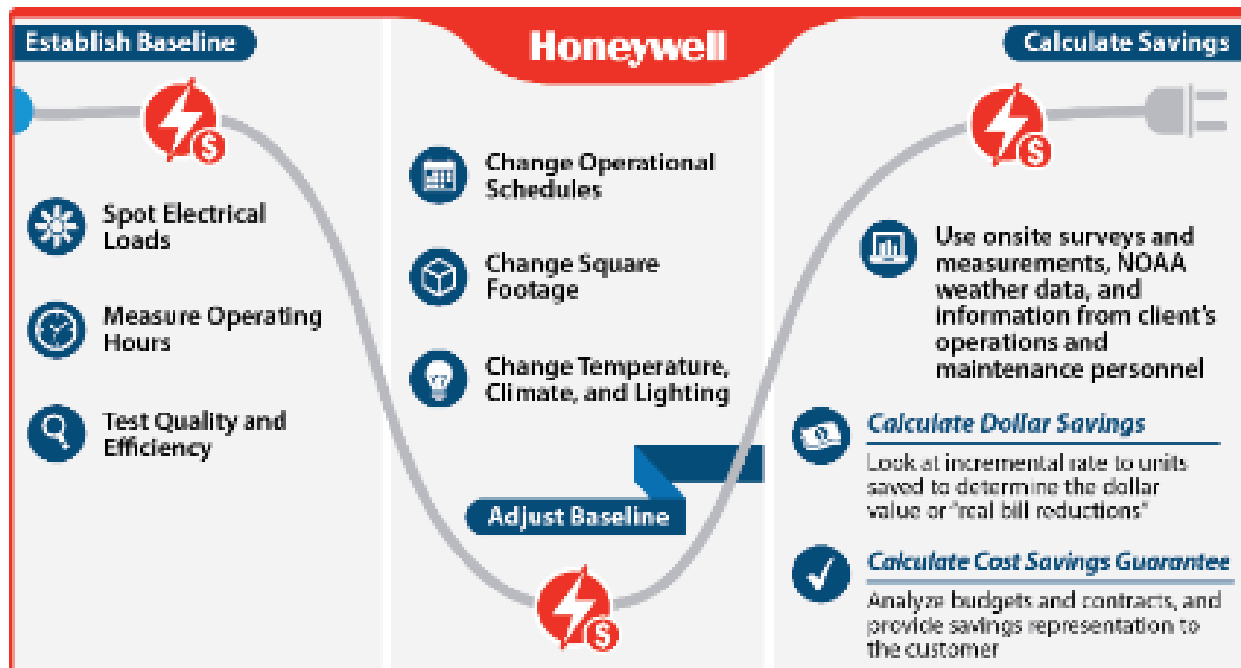 Honeywell
Establish Baseline
Spot Electrical
Loads
Measure Operating
Hours
Test Quality and
Efficiency
Change Operational
Schedules
Change Square
Footage
Change Temperature,
Climate, and Lighting
Adjust Baseline
Calculate Savings
Use onsite surveys and
measurements, NOAA
weather data, and
information from client's
operations and
maintenance personnel
Calculate Dollar Savings
Look at incremental rate to units
saved to determine the dollar
value or "real bill reductions"
Calculate Cost Savings Guarantee
Analyze budgets and contracts, and
provide savings representation to
the customer